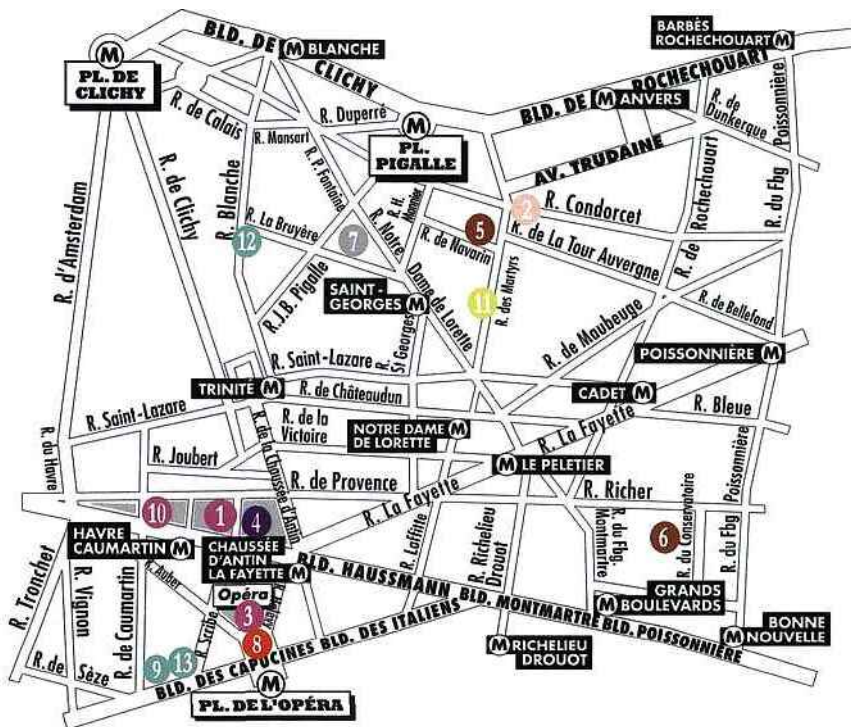 BARBÈS
ROCHECHOUART M
BLD. DE CLICHY
M BLANCHE
M
PL. DE
CLICHY
BLD. DE ROCHECHOUART
M ANVERS
R. de
Dunkerque
R. du Fbg Poissonnière
R. de Calais
R. Duperré
M
PL.
PIGALLE
R. Mansart
R. P. Fontaine
AV. TRUDAINE
R. d'Amsterdam
R. de Clichy
R. Blanche
R. H. Monnier
2
R. Condorcet
R. de Rochechouart
R. La Bruyère
12
7
R. Notre Dame de Lorette
5
R. de Navarin
R. de La Tour Auvergne
R. J.B. Pigalle
SAINT-
GEORGES M
11
R. des Martyrs
R. de Bellefond
R. St Georges
R. de Maubeuge
R. Saint-Lazare
POISSONNIÈRE M
TRINITÉ M
R. de Châteaudun
CADET M
R. Saint-Lazare
R. de la
Victoire
NOTRE DAME
DE LORETTE M
R. La Fayette
R. Bleue
R. du Havre
R. Joubert
R. de la Chaussée d'Antin
M LE PELETIER
R. de Provence
R. La Fayette
R. Richer
10
1
4
R. du Fbg.
Montmartre
R. du Conservatoire
6
R. du Fbg Poissonnière
HAVRE
CAUMARTIN M
CHAUSSÉE
D'ANTIN
LA FAYETTE M
R. Laffitte
R. Richelieu
Drouot
R. Tronchet
R. Vignon
R. de Caumartin
R. Auber
Opéra
BLD. HAUSSMANN
BLD. MONTMARTRE
BLD. POISSONNIÈRE
M GRANDS
BOULEVARDS
BONNE
NOUVELLE
M
R. Scribe
3
8
M RICHELIEU
DROUOT
R. de
Sèze
9
13
BLD. DES CAPUCINES
BLD. DES ITALIENS
M
PL. DE L'OPÉRA